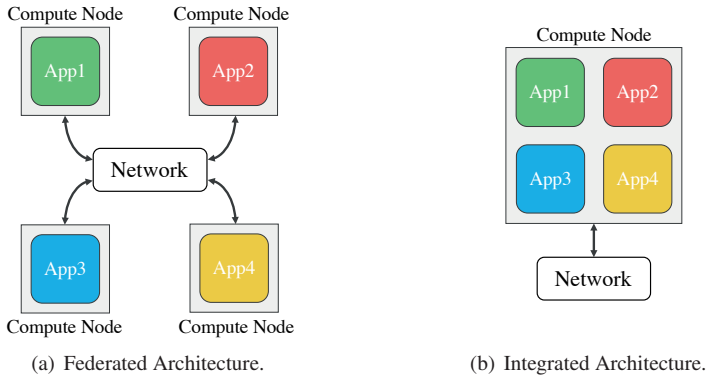 Compute Node
Compute Node
App1
App2
Network
App3
App4
Compute Node
Compute Node
(a) Federated Architecture.
Compute Node
App1
App2
App3
App4
Network
(b) Integrated Architecture.